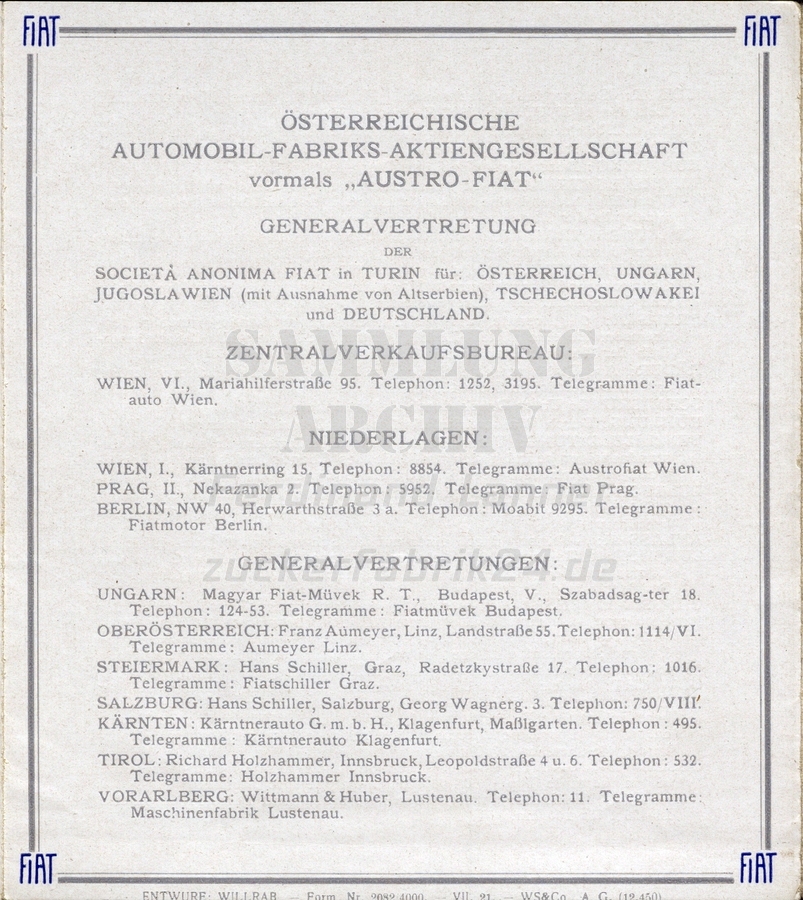 FIAT FIAT
ÖSTERREICHISCHE
AUTOMOBIL-FABRIKS-AKTIENGESELLSCHAFT
vormals „AUSTRO-FIAT“
GENERALVERTRETUNG
DER
SOCIETÀ ANONIMA FIAT in TURIN für: ÖSTERREICH, UNGARN,
JUGOSLAWIEN (mit Ausnahme von Altserbien), TSCHECHOSLOWAKEI
und DEUTSCHLAND.
SAMMLUNG
ZENTRALVERKAUFSBUREAU:
WIEN, VI., Mariahilferstraße 95. Telephon: 1252, 3195. Telegramme: Fiat-
auto Wien.
ARCHIV
NIEDERLAGEN:
WIEN, I., Kärntnerring 15. Telephon: 8854. Telegramme: Austrofiat Wien.
PRAG, II., Nekazanka 2. Telephon 5952. Telegramme: Fiat Prag.
BERLIN, NW 40, Herwarthstraße 3 a. Telephon: Moabit 9295. Telegramme:
Fiatmotor Berlin.
GENERALVERTRETUNGEN:
zuckerfabrik24.de
UNGARN: Magyar Fiat-Müvek R. T., Budapest, V., Szabadsag-ter 18.
Telephon: 124-53. Telegramme: Fiatmüvek Budapest.
OBERÖSTERREICH: Franz Aumeyer, Linz, Landstraße 55. Telephon: 1114/VI.
Telegramme: Aumeyer Linz.
STEIERMARK: Hans Schiller, Graz, Radetzkystraße 17. Telephon: 1016.
Telegramme: Fiatschiller Graz.
SALZBURG: Hans Schiller, Salzburg, Georg Wagnerg. 3. Telephon: 750/VIII.
KÄRNTEN: Kärntnerauto G. m. b. H., Klagenfurt, Maßlgarten. Telephon: 495.
Telegramme: Kärntnerauto Klagenfurt.
TIROL: Richard Holzhammer, Innsbruck, Leopoldstraße 4 u. 6. Telephon: 532.
Telegramme: Holzhammer Innsbruck.
VORARLBERG: Wittmann & Huber, Lustenau. Telephon: 11. Telegramme:
Maschinenfabrik Lustenau.
FIAT FIAT
ENTWURF: WILLRAB — Form. Nr. 2082 4000. — VII. 21. — WS&Co. A. G. (12.450)